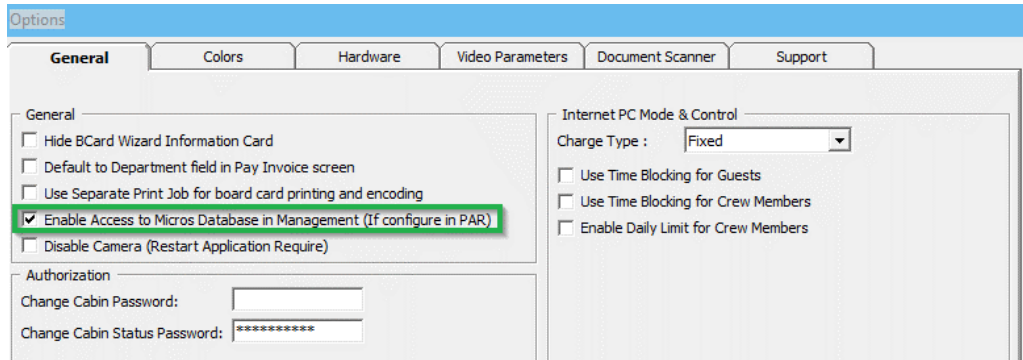 Options
General Colors Hardware Video Parameters Document Scanner Support
General
Hide BCard Wizard Information Card
Default to Department field in Pay Invoice screen
Use Separate Print Job for board card printing and encoding
Enable Access to Micros Database in Management (If configure in PAR)
Disable Camera (Restart Application Require)
Authorization
Change Cabin Password:
Change Cabin Status Password: **********
Internet PC Mode & Control
Charge Type : Fixed
Use Time Blocking for Guests
Use Time Blocking for Crew Members
Enable Daily Limit for Crew Members